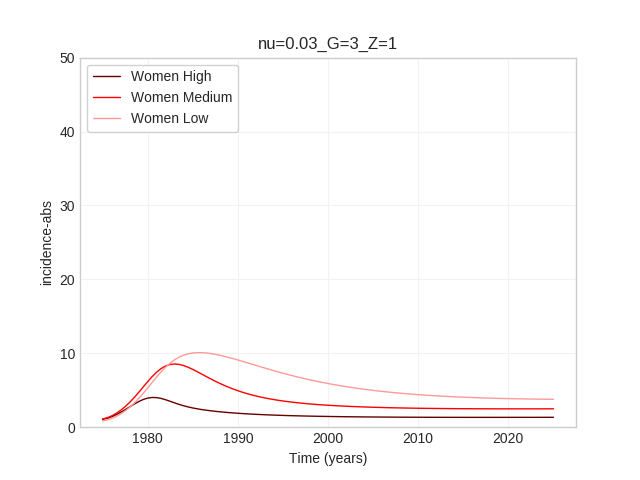 nu=0.03_G=3_Z=1
Women High
Women Medium
Women Low
50
40
30
20
10
0
incidence-abs
1980
1990
2000
2010
2020
Time (years)